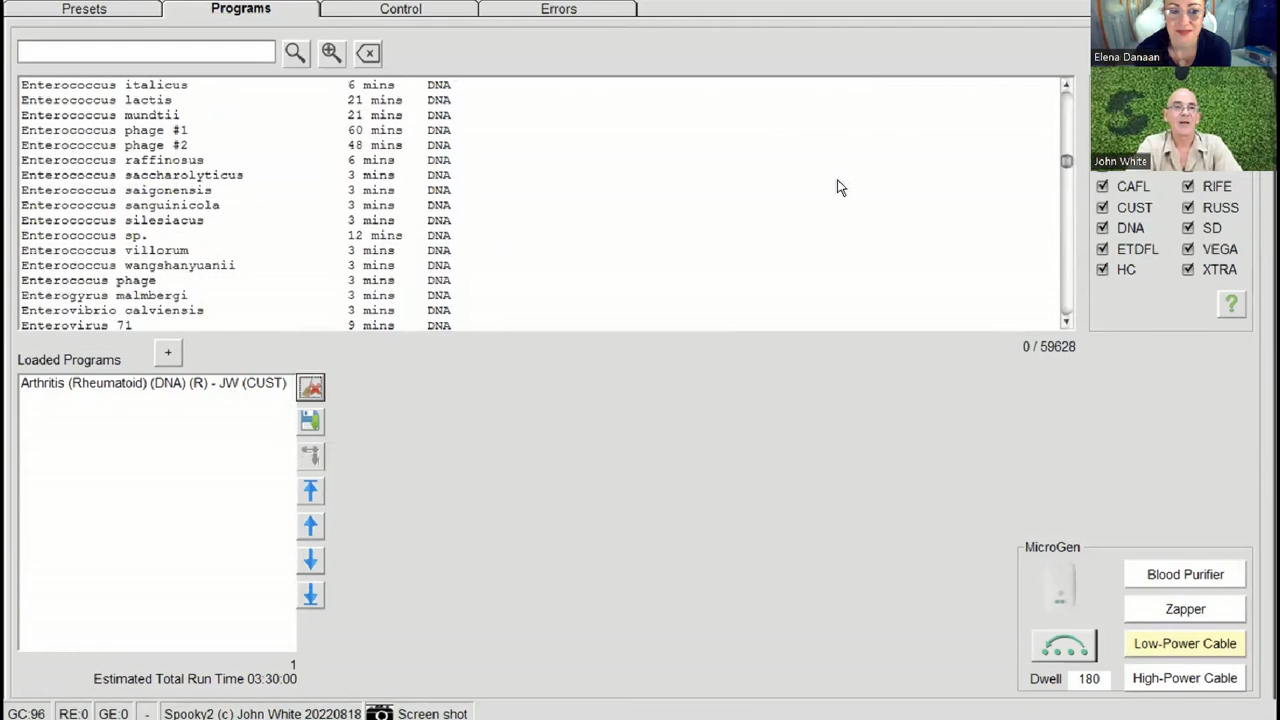 Presets Programs Control Errors
Elena Danaan
Enterococcus italicus 6 mins DNA
Enterococcus lactis 21 mins DNA
Enterococcus mundtii 21 mins DNA
Enterococcus phage #1 60 mins DNA
Enterococcus phage #2 48 mins DNA
Enterococcus raffinosus 6 mins DNA
Enterococcus saccharolyticus 3 mins DNA
Enterococcus saigonensis 3 mins DNA
Enterococcus sanguinicola 3 mins DNA
Enterococcus silesiacus 3 mins DNA
Enterococcus sp. 12 mins DNA
Enterococcus villorum 3 mins DNA
Enterococcus wangshanyuanii 3 mins DNA
Enterococus phage 3 mins DNA
Enterogyrus malmbergi 3 mins DNA
Enterovibrio calviensis 3 mins DNA
Enterovirus 71 9 mins DNA
John White
CAFL RIFE
CUST RUSS
DNA SD
ETDFL VEGA
HC XTRA
?
0 / 59628
Loaded Programs +
Arthritis (Rheumatoid) (DNA) (R) - JW (CUST)
1
Estimated Total Run Time 03:30:00
MicroGen
Blood Purifier
Zapper
Low-Power Cable
Dwell 180 High-Power Cable
GC:96 RE:0 GE:0 - Spooky2 (c) John White 20220818 Screen shot